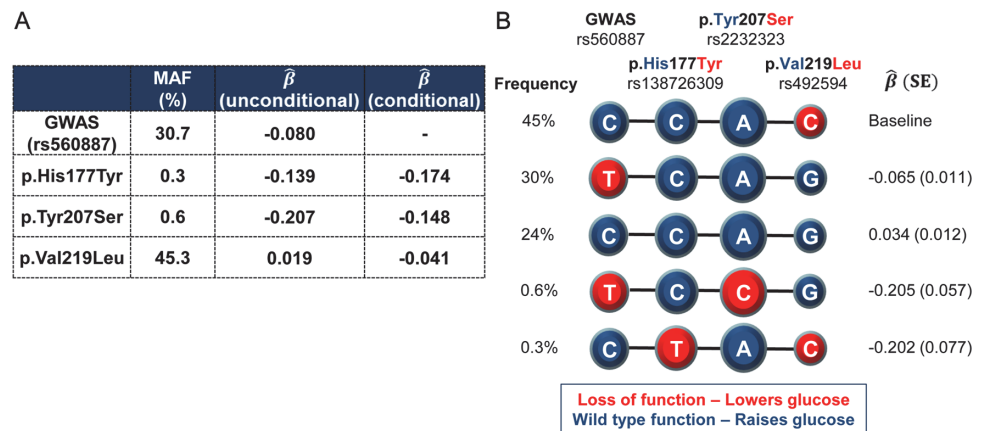 A
MAF (%) β̂ (unconditional) β̂ (conditional)
GWAS (rs560887) 30.7 -0.080 -
p.His177Tyr 0.3 -0.139 -0.174
p.Tyr207Ser 0.6 -0.207 -0.148
p.Val219Leu 45.3 0.019 -0.041
B
GWAS p.Tyr207Ser
rs560887 rs2232323
p.His177Tyr p.Val219Leu
Frequency rs138726309 rs492594 β̂ (SE)
45% C C A C Baseline
30% T C A G -0.065 (0.011)
24% C C A G 0.034 (0.012)
0.6% T C C G -0.205 (0.057)
0.3% C T A C -0.202 (0.077)
Loss of function – Lowers glucose
Wild type function – Raises glucose